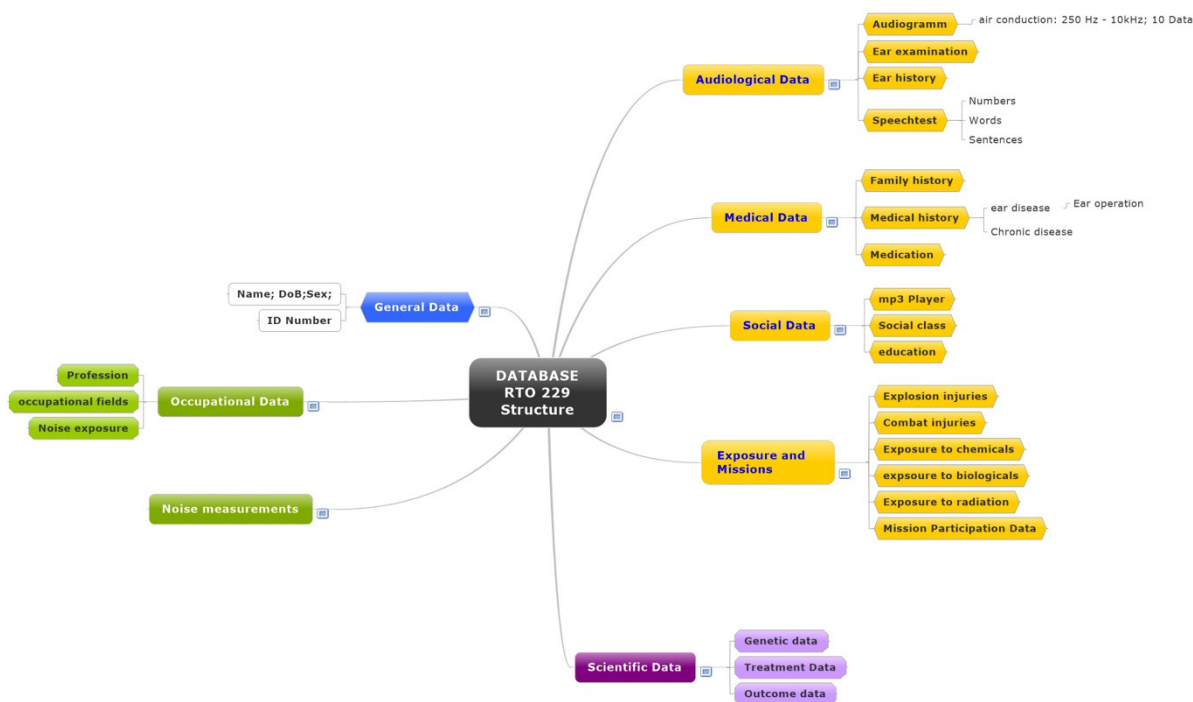 DATABASE
RTO 229
Structure
Audiological Data
Audiogramm
air conduction: 250 Hz - 10kHz; 10 Data
Ear examination
Ear history
Speechtest
Numbers
Words
Sentences
Medical Data
Family history
Medical history
ear disease
Ear operation
Chronic disease
Medication
Social Data
mp3 Player
Social class
education
Exposure and
Missions
Explosion injuries
Combat injuries
Exposure to chemicals
expsoure to biologicals
Exposure to radiation
Mission Participation Data
Scientific Data
Genetic data
Treatment Data
Outcome data
General Data
Name; DoB;Sex;
ID Number
Occupational Data
Profession
occupational fields
Noise exposure
Noise measurements